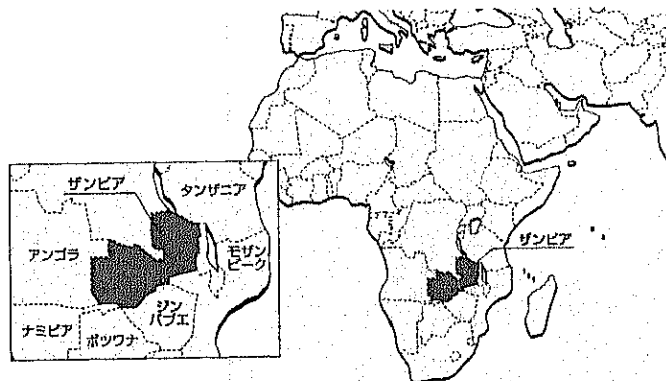 ザンビア
タンザニア
アンゴラ
モザン
ビーク
ジン
バブエ
ナミビア
ボツワナ
ザンビア